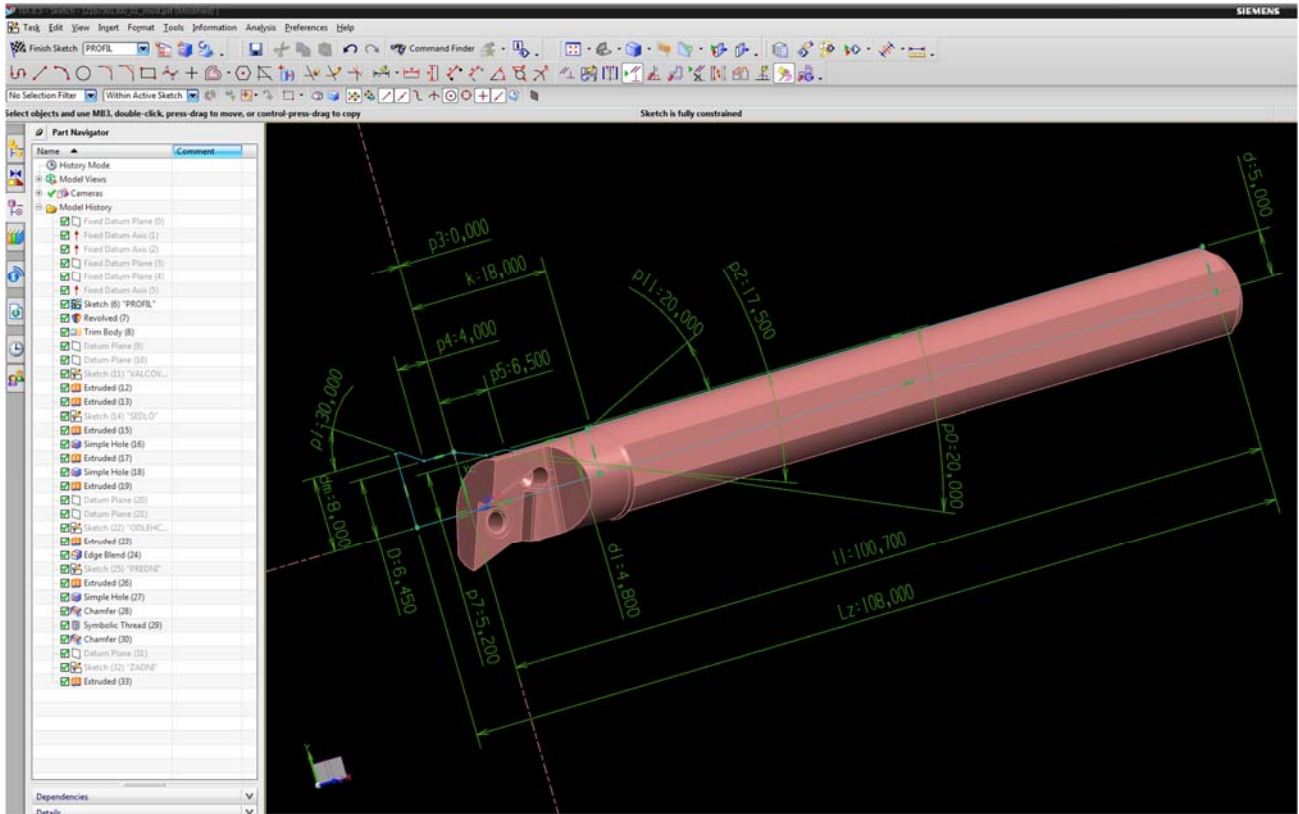 SIEMENS
Task Edit View Insert Format Tools Information Analysis Preferences Help
Finish Sketch PROFIL Command Finder
No Selection Filter Within Active Sketch
Select objects and use MB3, double-click, press-drag to move, or control-press-drag to copy Sketch is fully constrained
Part Navigator
Name Comment
History Mode
Model Views
Cameras
Model History
Fixed Datum Plane (0)
Fixed Datum Axis (1)
Fixed Datum Axis (2)
Fixed Datum Plane (3)
Fixed Datum Plane (4)
Fixed Datum Axis (5)
Sketch (6) "PROFIL"
Revolved (7)
Trim Body (8)
Datum Plane (9)
Datum Plane (10)
Sketch (11) "VALCOV...
Extruded (12)
Extruded (13)
Sketch (14) "SEDLO"
Extruded (15)
Simple Hole (16)
Extruded (17)
Simple Hole (18)
Extruded (19)
Datum Plane (20)
Datum Plane (21)
Sketch (22) "ODLEHC...
Extruded (23)
Edge Blend (24)
Sketch (25) "PREDNI"
Extruded (26)
Simple Hole (27)
Chamfer (28)
Symbolic Thread (29)
Chamfer (30)
Datum Plane (31)
Sketch (32) "ZADNI"
Extruded (33)
Dependencies
Details
d:5,000
p3:0,000
k:18,000
p11:20,000
p2:17,500
p4:4,000
p5:6,500
p1:30,000
dm:8,000
D:6,450
p7:5,200
d1:4,800
p0:20,000
l1:100,700
Lz:108,000
Y
X